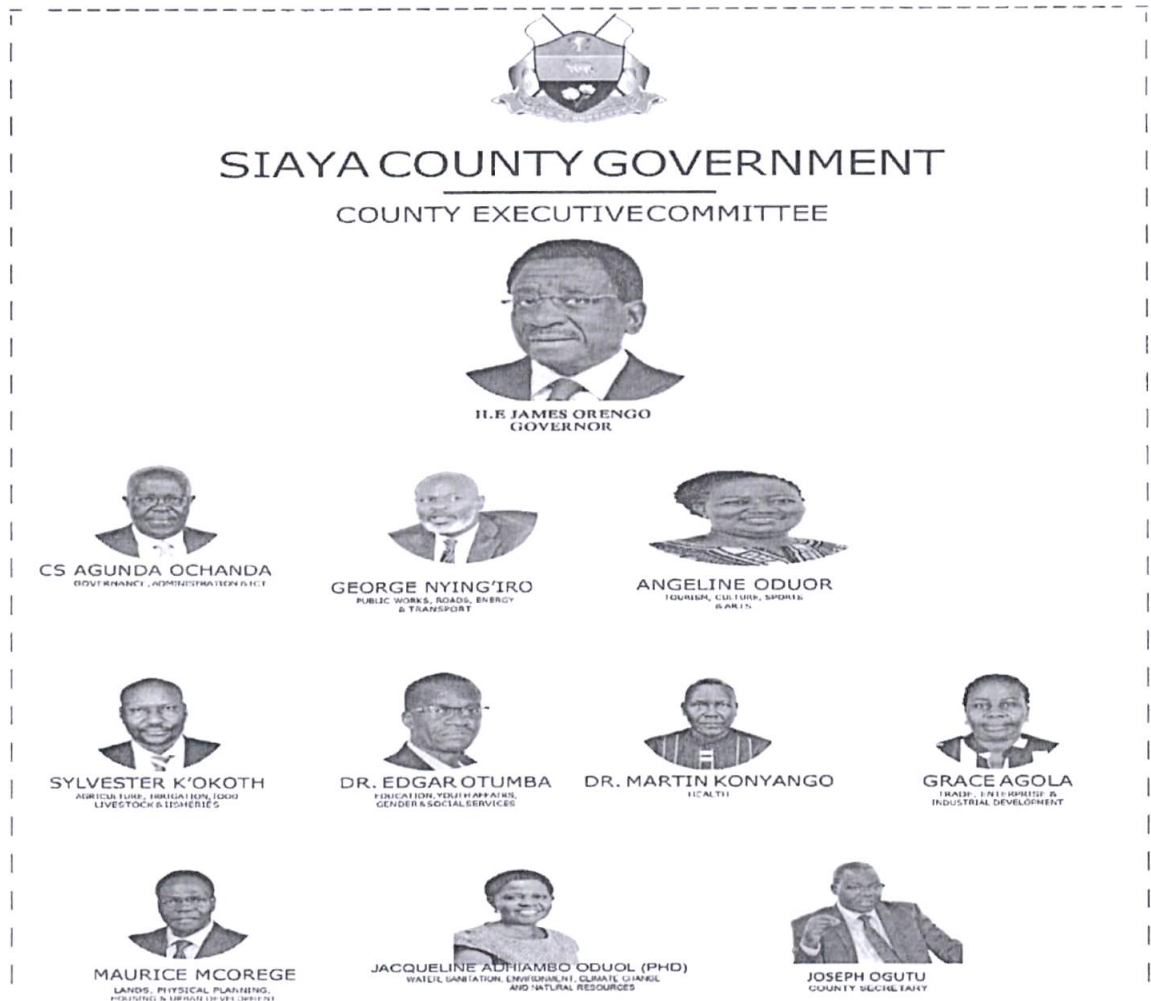 SIAYA COUNTY GOVERNMENT
COUNTY EXECUTIVECOMMITTEE
H.E JAMES ORENGO
GOVERNOR
CS AGUNDA OCHANDA
GOVERNANCE, ADMINISTRATION & ICT
GEORGE NYING'IRO
PUBLIC WORKS, ROADS, ENERGY
& TRANSPORT
ANGELINE ODUOR
TOURISM, CULTURE, SPORTS
& ARTS
SYLVESTER K'OKOTH
AGRICULTURE, IRRIGATION, FOOD
LIVESTOCK & FISHERIES
DR. EDGAR OTUMBA
EDUCATION, YOUTH AFFAIRS,
GENDER & SOCIAL SERVICES
DR. MARTIN KONYANGO
HEALTH
GRACE AGOLA
TRADE, ENTERPRISE &
INDUSTRIAL DEVELOPMENT
MAURICE MCOREGE
LANDS, PHYSICAL PLANNING,
HOUSING & URBAN DEVELOPMENT
JACQUELINE ADHIAMBO ODUOL (PHD)
WATER, SANITATION, ENVIRONMENT, CLIMATE CHANGE
AND NATURAL RESOURCES
JOSEPH OGUTU
COUNTY SECRETARY